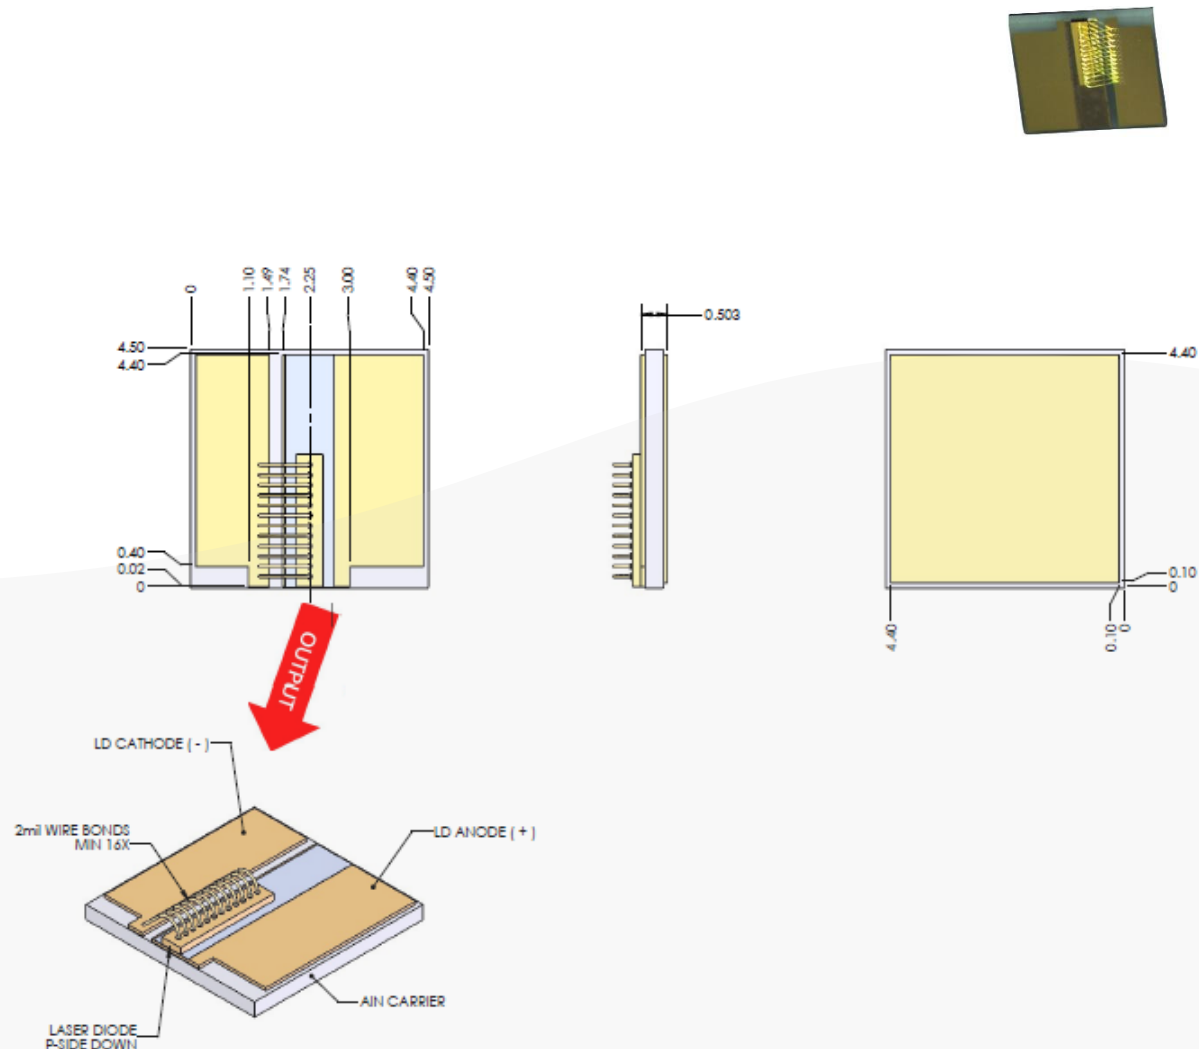 0
1.10
1.49
1.74
2.25
3.00
4.40
4.50
4.50
4.40
0.40
0.02
0
0.503
4.40
0.10
0
4.40
0.10
0
OUTPUT
LD CATHODE ( - )
2mil WIRE BONDS
MIN 16X
LD ANODE ( + )
AIN CARRIER
LASER DIODE
P-SIDE DOWN